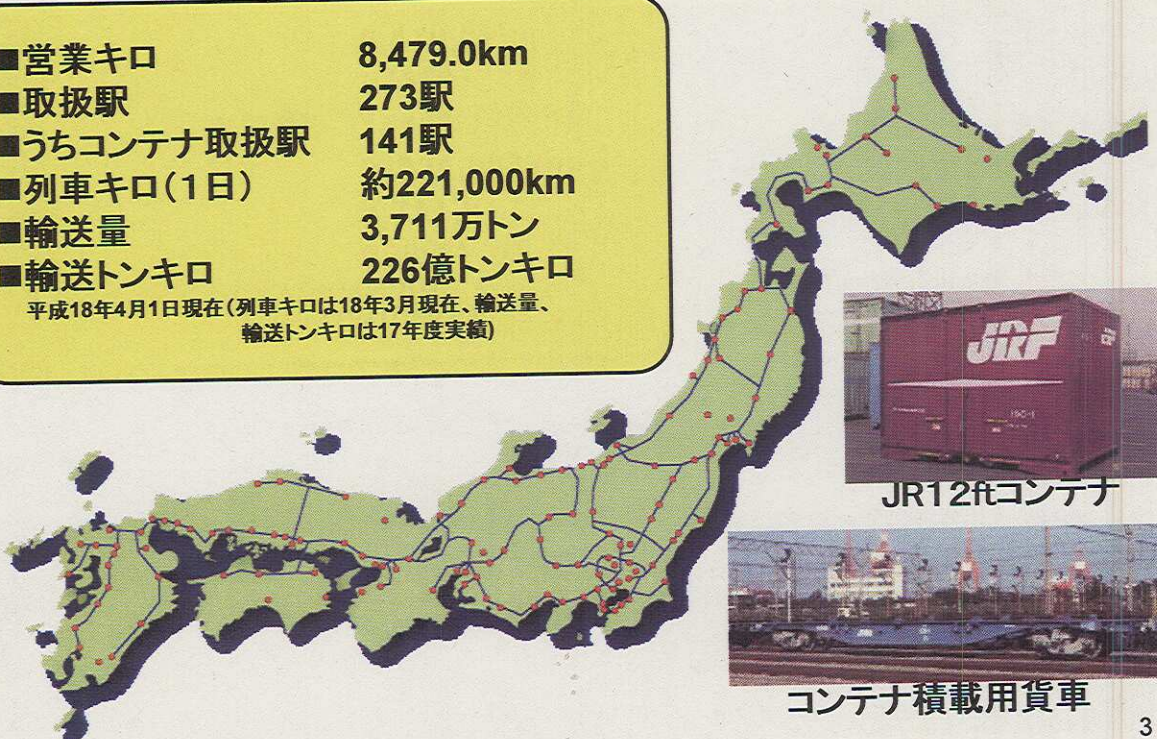 ■営業キロ 8,479.0km
■取扱駅 273駅
■うちコンテナ取扱駅 141駅
■列車キロ(1日) 約221,000km
■輸送量 3,711万トン
■輸送トンキロ 226億トンキロ
平成18年4月1日現在(列車キロは18年3月現在、輸送量、
輸送トンキロは17年度実績)
JRF
JR12ftコンテナ
コンテナ積載用貨車
3